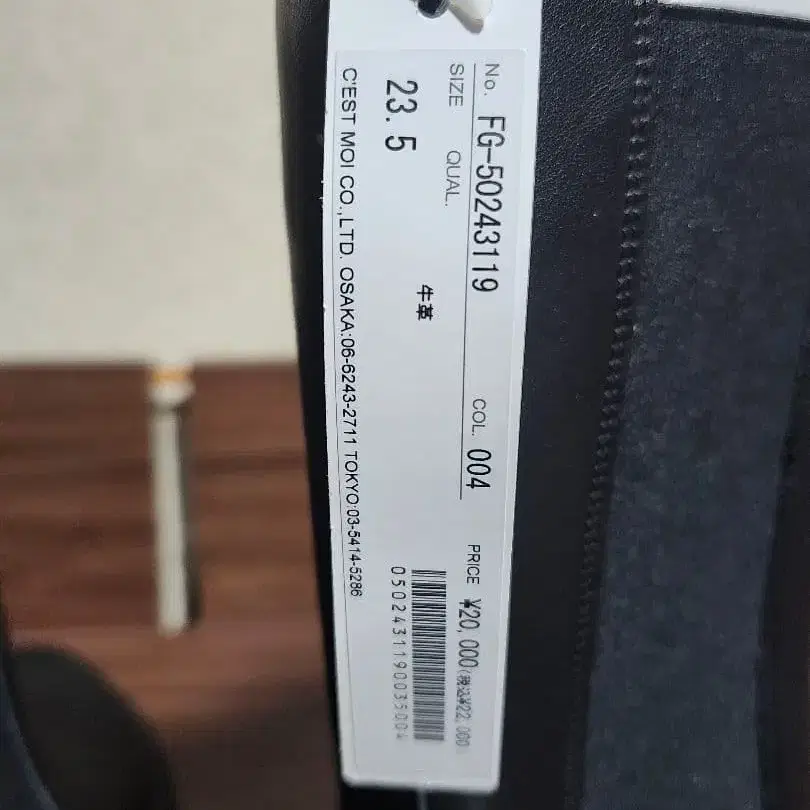 No. FG-50243119 COL. 004 PRICE ¥20,000(税込¥22,000)
SIZE QUAL.
23.5 牛革
0502431190035004
C'EST MOI CO.,LTD. OSAKA:06-6243-2711 TOKYO:03-5414-5286